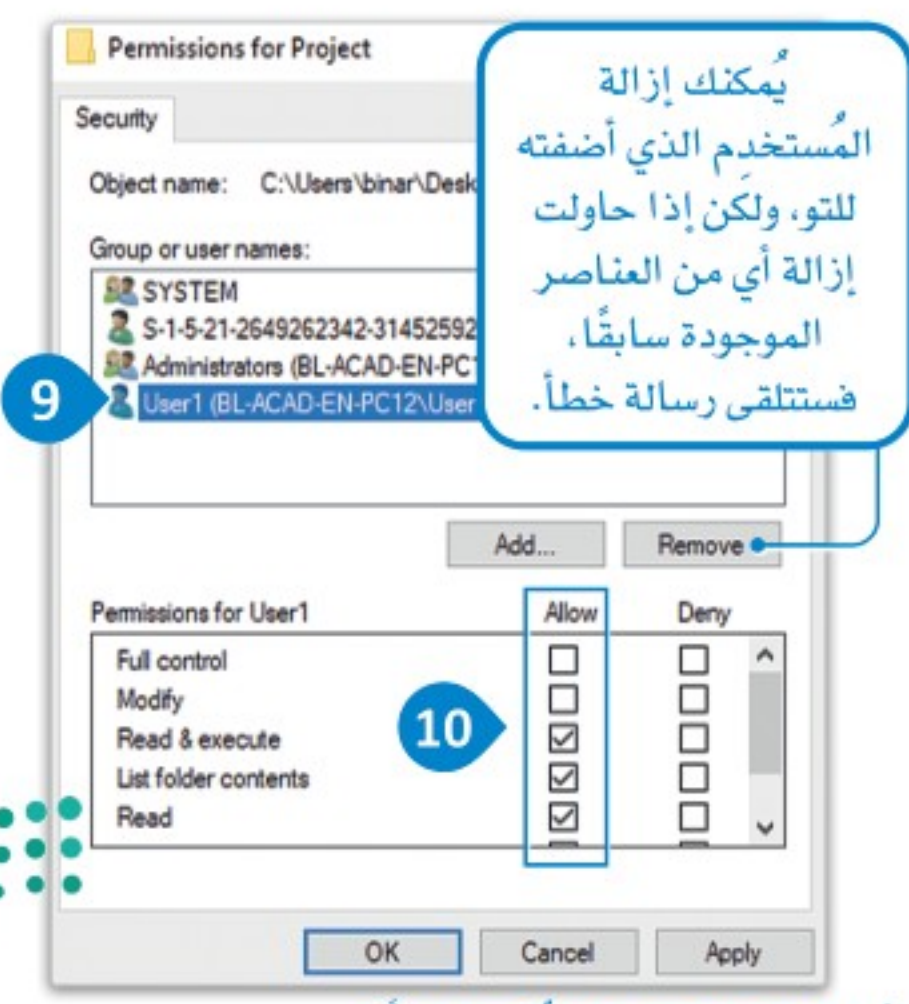 Permissions for Project
Security
Object name: C:\Users\binar\Desk
Group or user names:
SYSTEM
S-1-5-21-2649262342-31452592
Administrators (BL-ACAD-EN-PC1
9
User1 (BL-ACAD-EN-PC12\User
يُمكنك إزالة
المُستخدِم الذي أضفته
للتو، ولكن إذا حاولت
إزالة أي من العناصر
الموجودة سابقًا،
فستتلقى رسالة خطأ.
Add...
Remove
Permissions for User1
Allow
Deny
Full control
Modify
10
Read & execute
List folder contents
Read
OK
Cancel
Apply